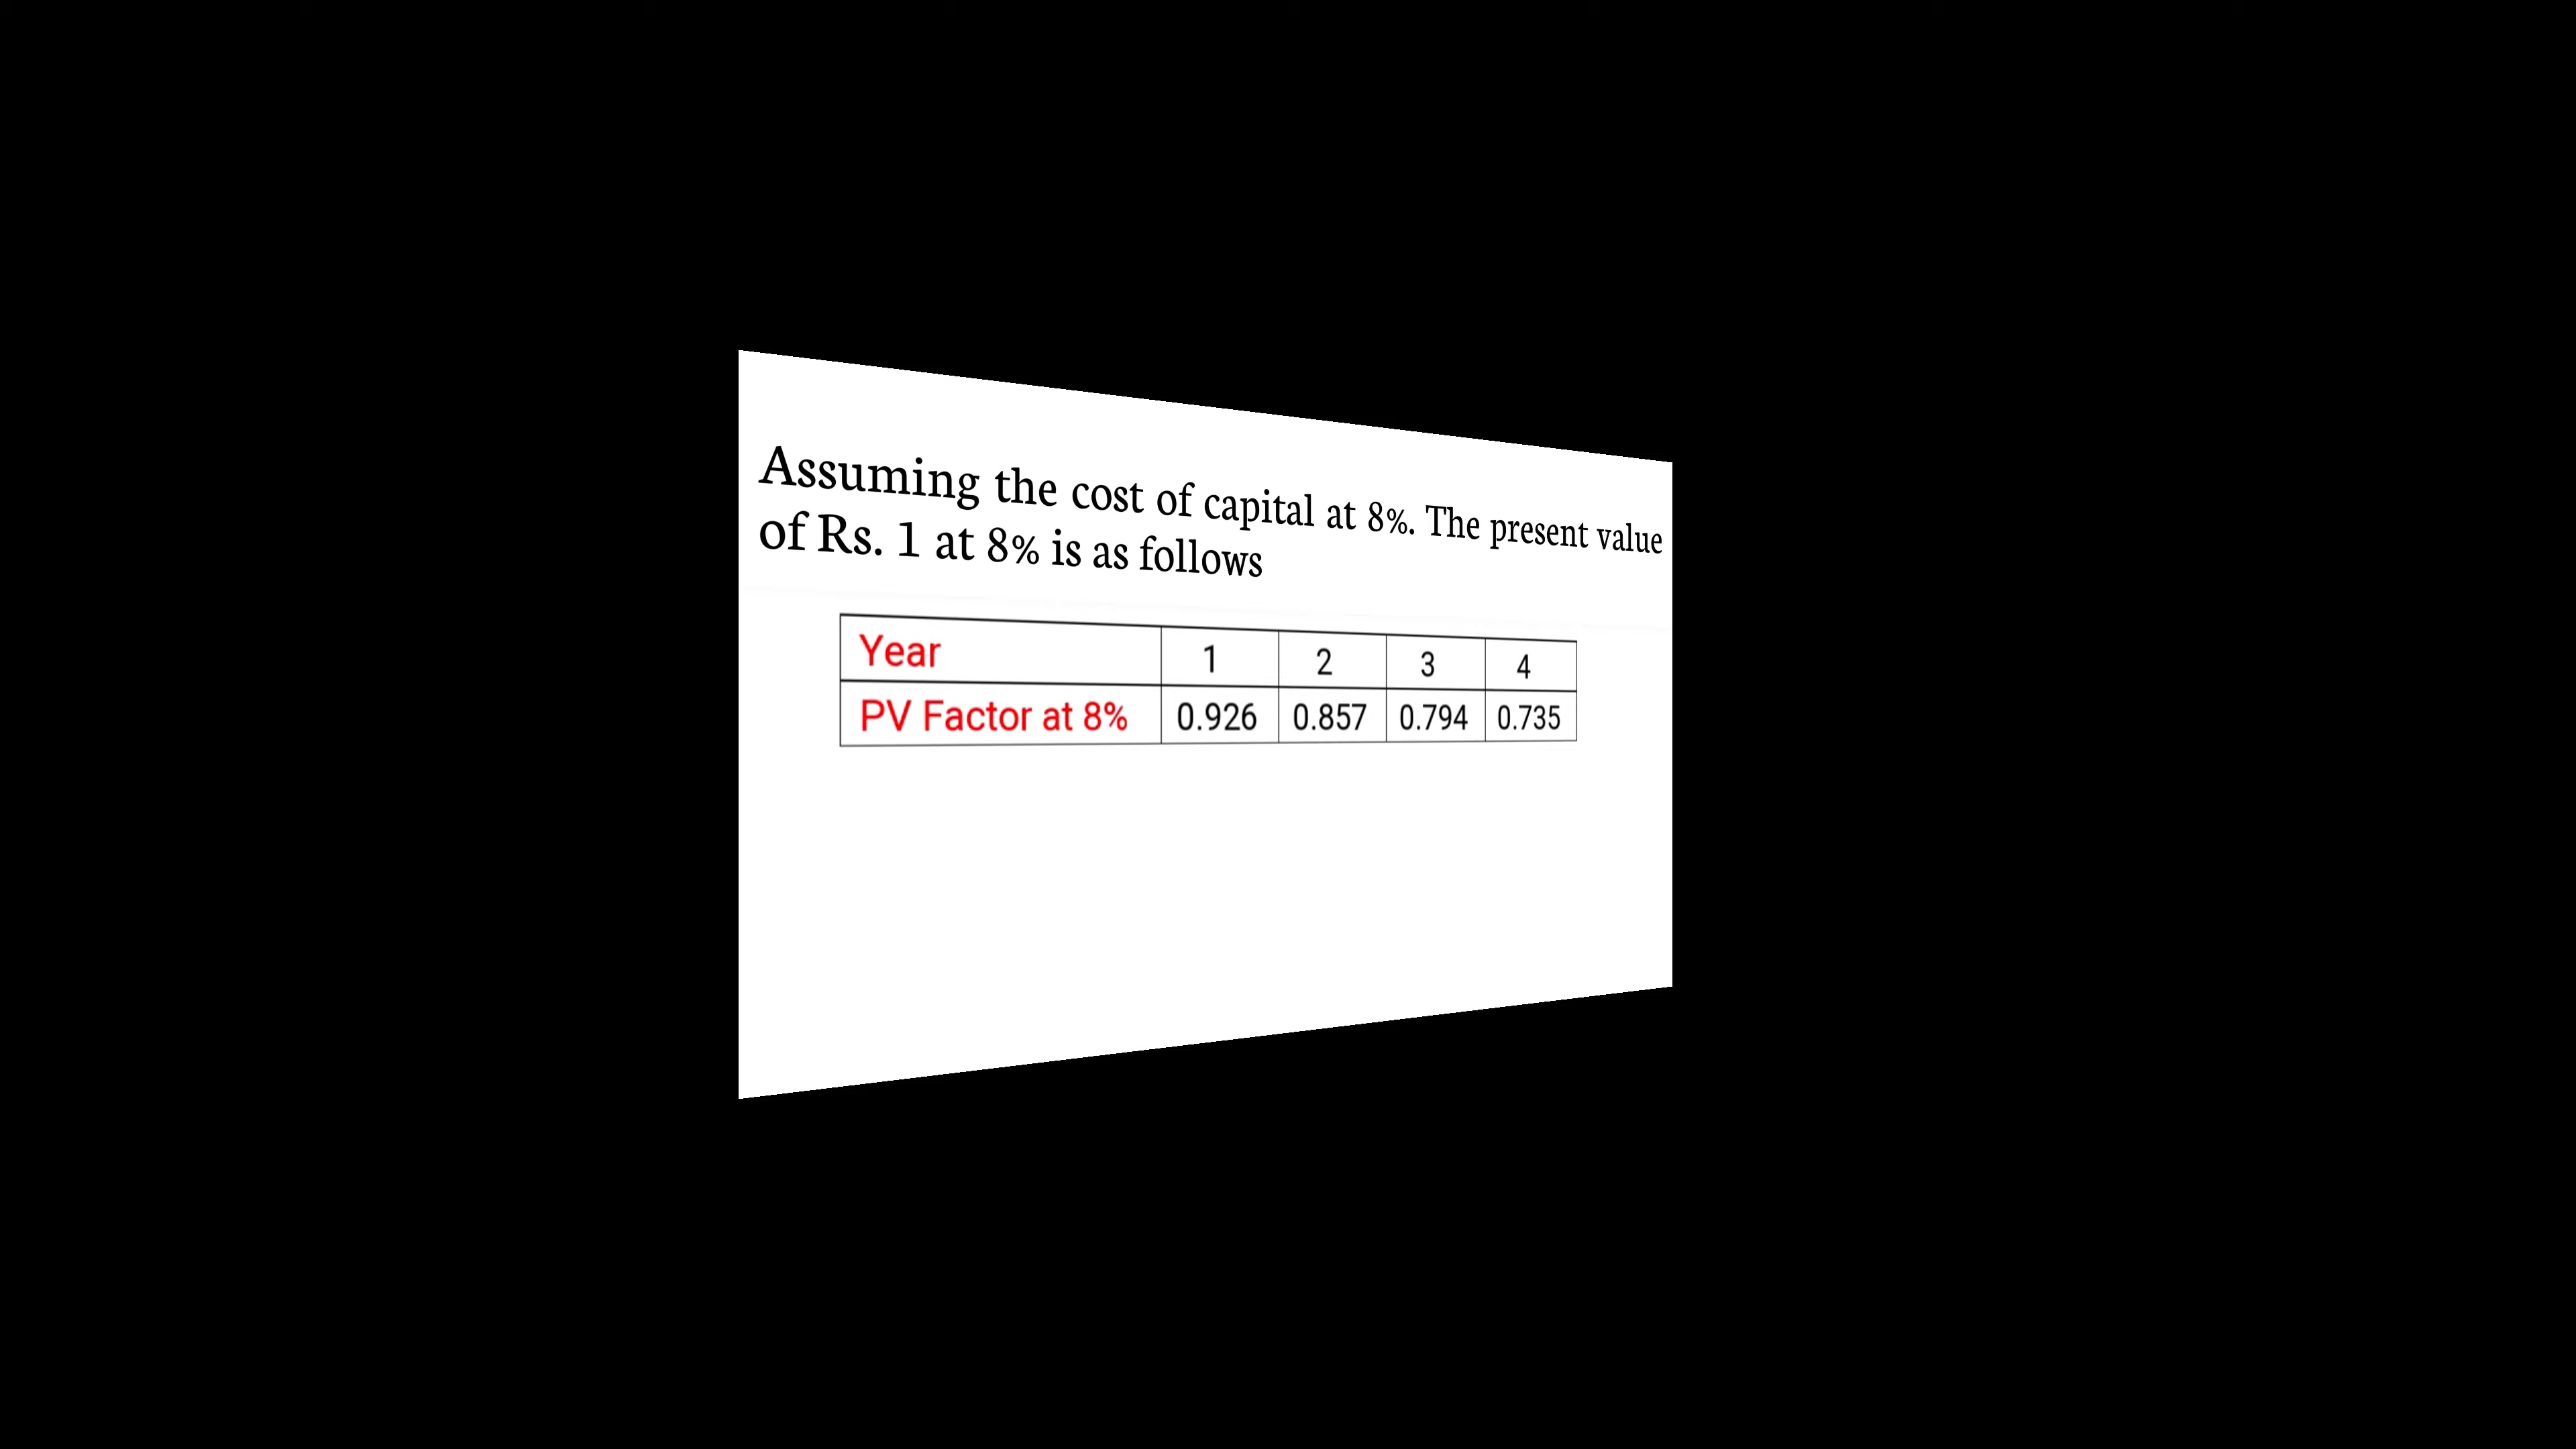 Assuming the cost of capital at 8%. The present value
of Rs. 1 at 8% is as follows
Year 1 2 3 4
PV Factor at 8% 0.926 0.857 0.794 0.735